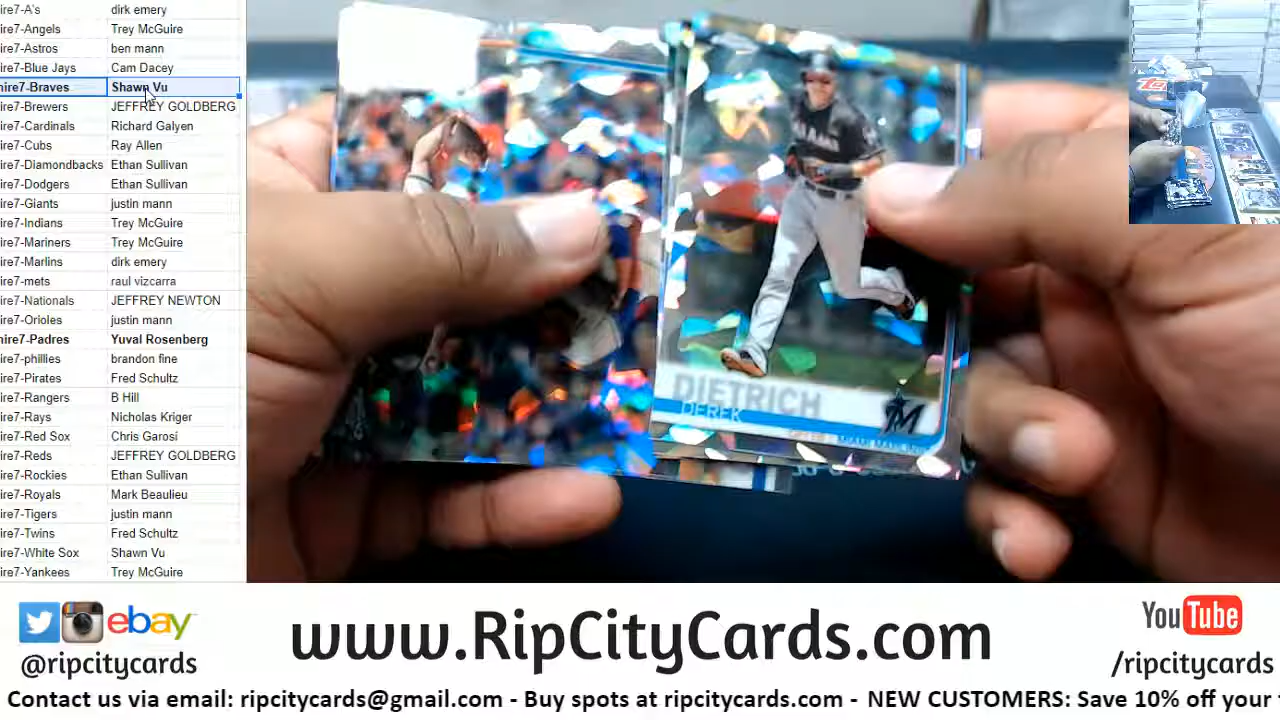 ire7-A's dirk emery
ire7-Angels Trey McGuire
ire7-Astros ben mann
ire7-Blue Jays Cam Dacey
hire7-Braves Shawn Vu
ire7-Brewers JEFFREY GOLDBERG
ire7-Cardinals Richard Galyen
ire7-Cubs Ray Allen
ire7-Diamondbacks Ethan Sullivan
ire7-Dodgers Ethan Sullivan
ire7-Giants justin mann
ire7-Indians Trey McGuire
ire7-Mariners Trey McGuire
ire7-Marlins dirk emery
ire7-mets raul vizcarra
ire7-Nationals JEFFREY NEWTON
ire7-Orioles justin mann
hire7-Padres Yuval Rosenberg
ire7-phillies brandon fine
ire7-Pirates Fred Schultz
ire7-Rangers B Hill
ire7-Rays Nicholas Kriger
ire7-Red Sox Chris Garosi
ire7-Reds JEFFREY GOLDBERG
ire7-Rockies Ethan Sullivan
ire7-Royals Mark Beaulieu
ire7-Tigers justin mann
ire7-Twins Fred Schultz
ire7-White Sox Shawn Vu
ire7-Yankees Trey McGuire
DIETRICH
DEREK
M
ebay
@ripcitycards
www.RipCityCards.com
YouTube
/ripcitycards
Contact us via email: ripcitycards@gmail.com - Buy spots at ripcitycards.com - NEW CUSTOMERS: Save 10% off your